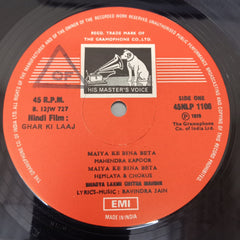 REGD. TRADE MARK OF
THE GRAMOPHONE CO. LTD.
HIS MASTER'S VOICE
45 R.P.M.
SIDE ONE
45NLP 1108
Hindi Film :
GHAR KI LAAJ
℗ 1979
The Gramophone
Co. of India Ltd.
MAIYA KE BINA BETA
MAHENDRA KAPOOR
MAIYA KE BINA BETA
HEMLATA & CHORUS
BHAGYA LAXMI CHITRA MANDIR
LYRICS-MUSIC : RAVINDRA JAIN
EMI
MADE IN INDIA